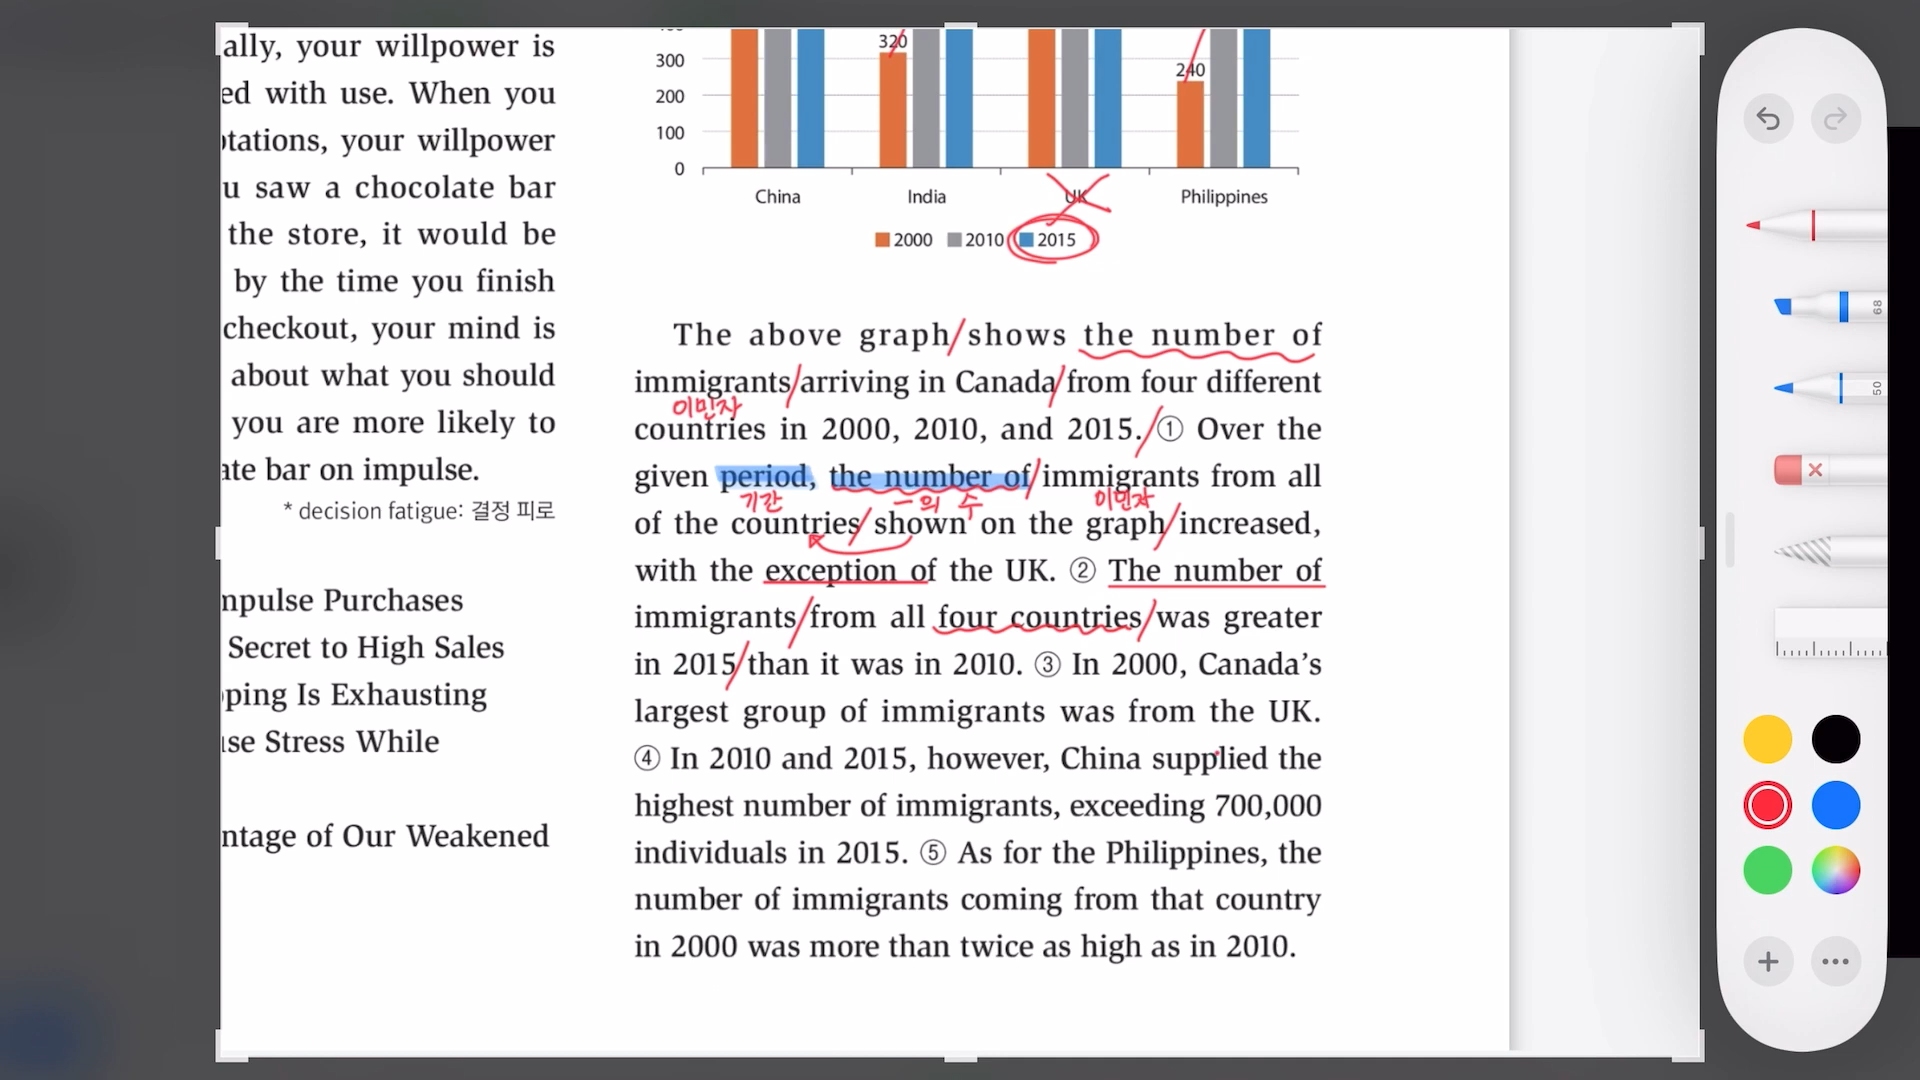 ally, your willpower is
ed with use. When you
tations, your willpower
u saw a chocolate bar
the store, it would be
by the time you finish
checkout, your mind is
about what you should
you are more likely to
ate bar on impulse.
* decision fatigue: 결정 피로
mpulse Purchases
Secret to High Sales
ping Is Exhausting
use Stress While
ntage of Our Weakened
320
300
240
200
100
0
China India UK Philippines
2000 2010 2015
The above graph shows the number of
immigrants arriving in Canada from four different
이민자
countries in 2000, 2010, and 2015. ① Over the
given period, the number of immigrants from all
기간 ~의 수 이민자
of the countries shown on the graph increased,
with the exception of the UK. ② The number of
immigrants from all four countries was greater
in 2015 than it was in 2010. ③ In 2000, Canada's
largest group of immigrants was from the UK.
④ In 2010 and 2015, however, China supplied the
highest number of immigrants, exceeding 700,000
individuals in 2015. ⑤ As for the Philippines, the
number of immigrants coming from that country
in 2000 was more than twice as high as in 2010.
68
50